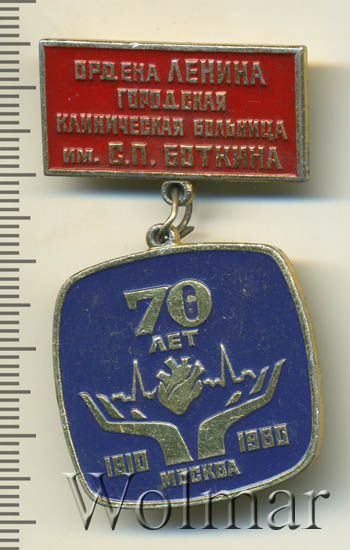 ОРДЕНА ЛЕНИНА
ГОРОДСКАЯ
КЛИНИЧЕСКАЯ БОЛЬНИЦА
ИМ. С.П. БОТКИНА
70
ЛЕТ
1910 1980
МОСКВА
Wolmar